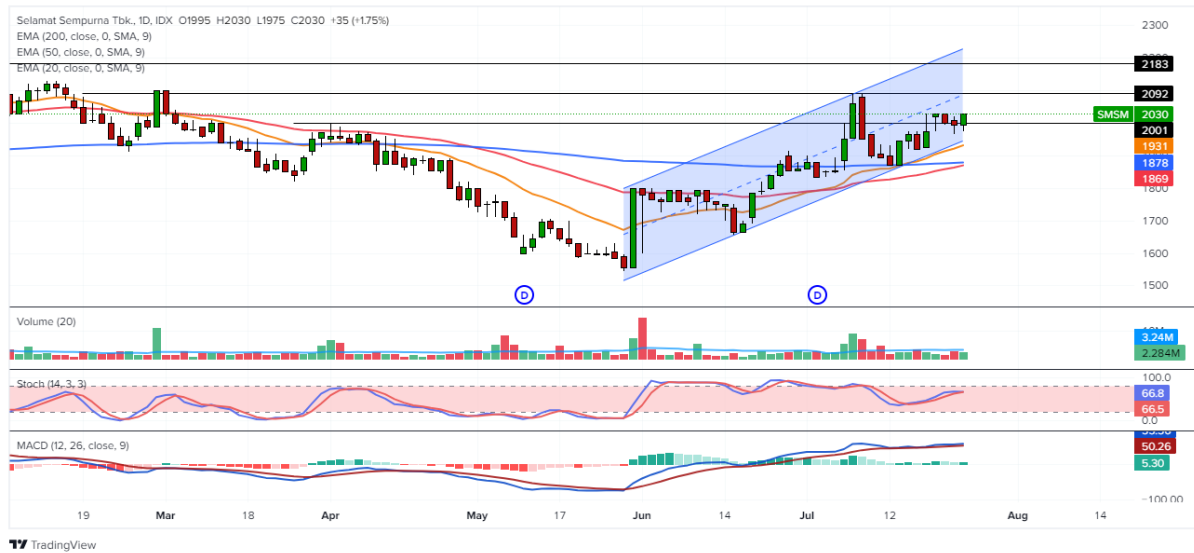 Selamat Sempurna Tbk., 1D, IDX O1995 H2030 L1975 C2030 +35 (+1.75%)
EMA (200, close, 0, SMA, 9)
EMA (50, close, 0, SMA, 9)
EMA (20, close, 0, SMA, 9)
2300
2183
2092
SMSM 2030
2001
1931
1878
1869
1800
1700
1600
1500
D D
Volume (20)
3.24M
2.284M
Stoch (14, 3, 3)
100.0
66.8
66.5
0.0
MACD (12, 26, close, 9)
50.26
5.30
−100.00
19 Mar 18 Apr May 17 Jun 14 Jul 12 Aug 14
TradingView